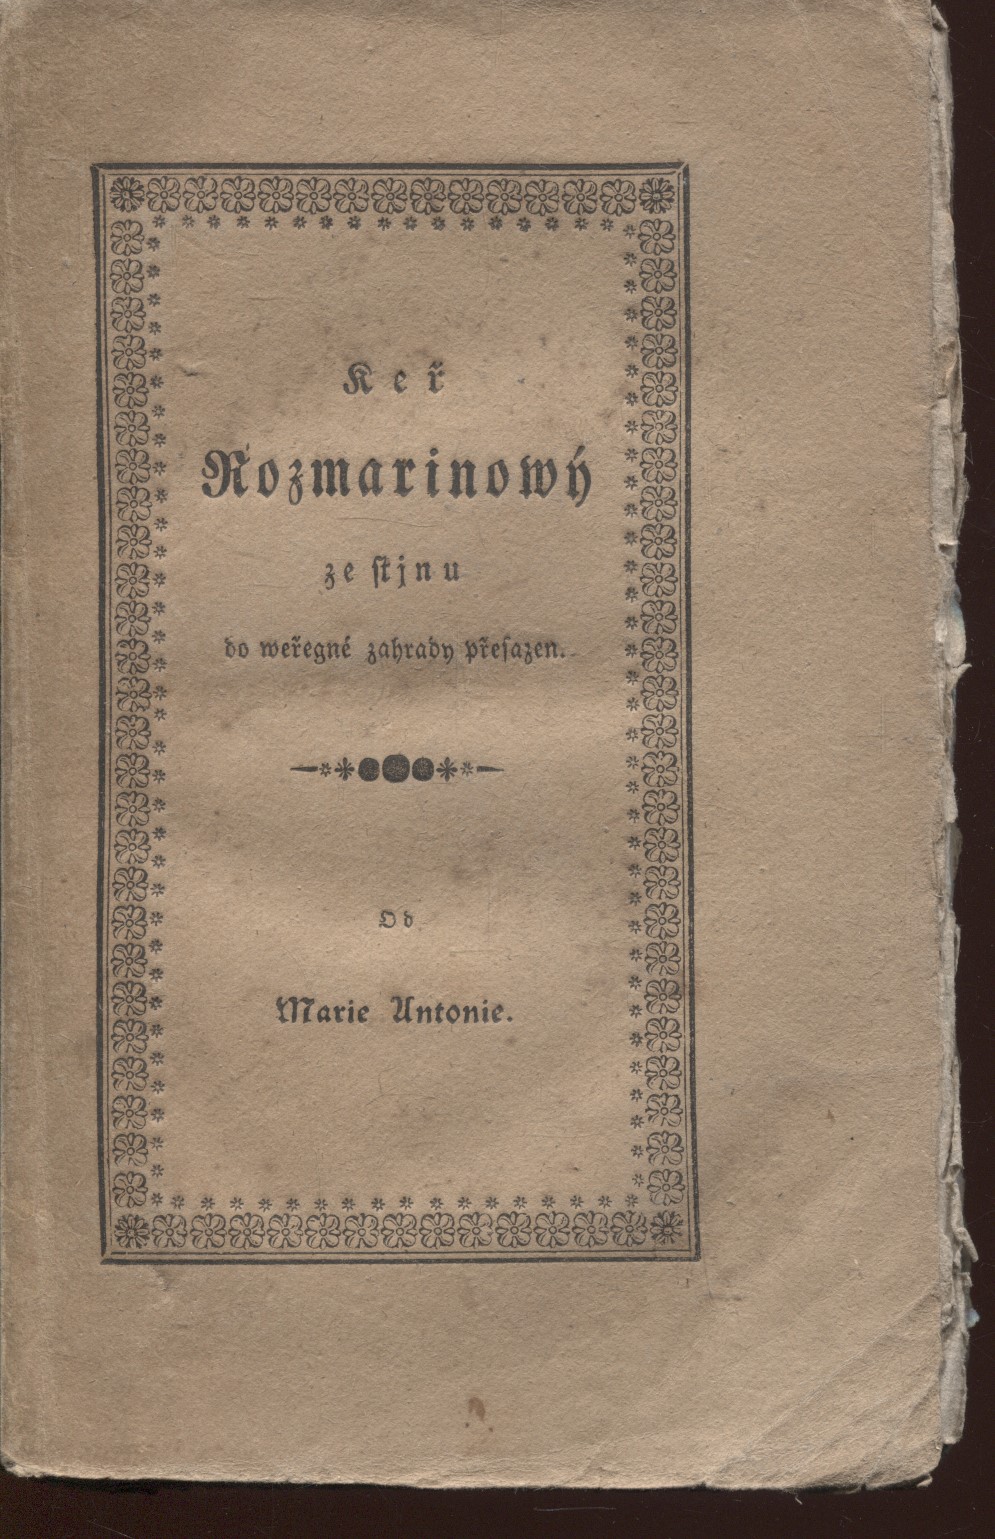 Keř
Rozmarinowý
ze stjnu
do weřegné zahrady přesazen.
Od
Marie Antonie.